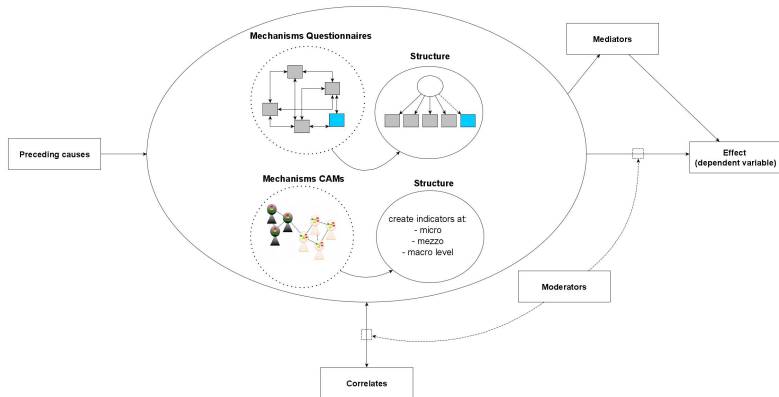 Mechanisms Questionnaires
Structure
Mediators
Preceding causes
Effect
(dependent variable)
Mechanisms CAMs
Structure
create indicators at:
- micro
- mezzo
- macro level
Moderators
Correlates